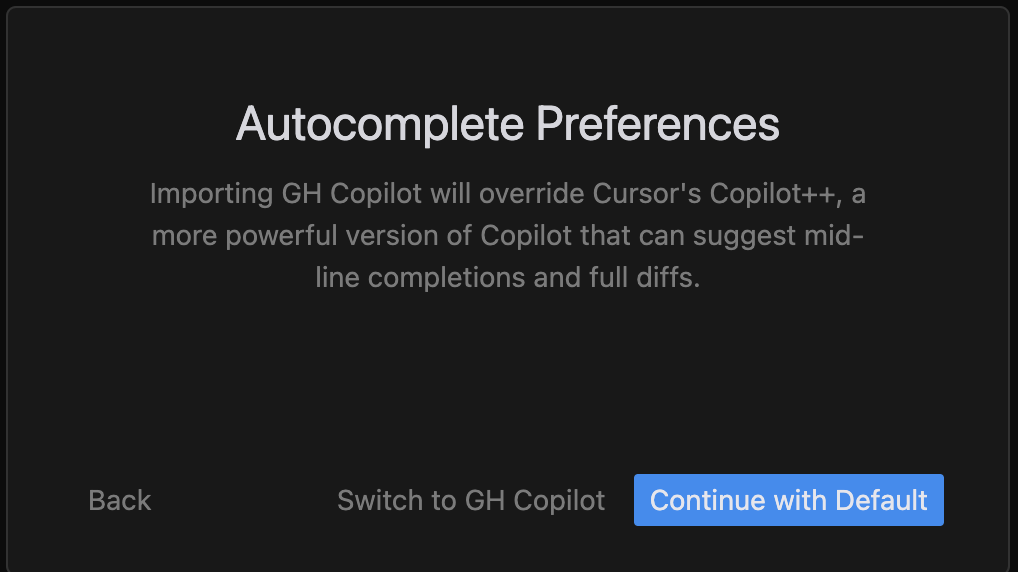 Autocomplete Preferences
Importing GH Copilot will override Cursor's Copilot++, a
more powerful version of Copilot that can suggest mid-
line completions and full diffs.
Back
Switch to GH Copilot
Continue with Default